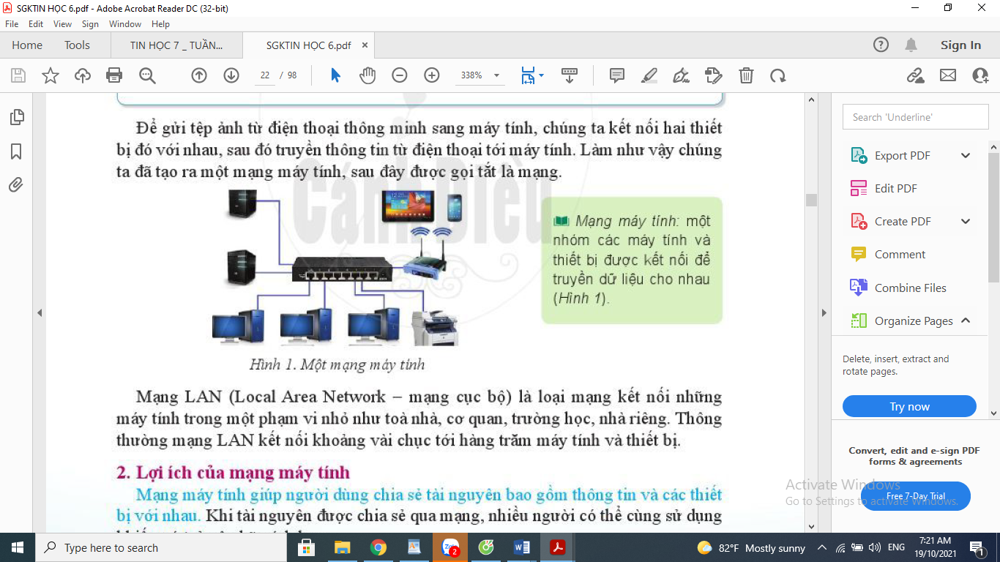 SGKTIN HỌC 6.pdf - Adobe Acrobat Reader DC (32-bit)
File Edit View Sign Window Help
Home Tools TIN HỌC 7 _ TUẦN... SGKTIN HỌC 6.pdf
22 / 98 338%
Để gửi tệp ảnh từ điện thoại thông minh sang máy tính, chúng ta kết nối hai thiết
bị đó với nhau, sau đó truyền thông tin từ điện thoại tới máy tính. Làm như vậy chúng
ta đã tạo ra một mạng máy tính, sau đây được gọi tắt là mạng.
Cánh Diều
Mạng máy tính: một
nhóm các máy tính và
thiết bị được kết nối để
truyền dữ liệu cho nhau
(Hình 1).
Hình 1. Một mạng máy tính
Mạng LAN (Local Area Network – mạng cục bộ) là loại mạng kết nối những
máy tính trong một phạm vi nhỏ như toà nhà, cơ quan, trường học, nhà riêng. Thông
thường mạng LAN kết nối khoảng vài chục tới hàng trăm máy tính và thiết bị.
2. Lợi ích của mạng máy tính
Mạng máy tính giúp người dùng chia sẻ tài nguyên bao gồm thông tin và các thiết
bị với nhau. Khi tài nguyên được chia sẻ qua mạng, nhiều người có thể cùng sử dụng
Sign In
Search 'Underline'
Export PDF
Edit PDF
Create PDF
Comment
Combine Files
Organize Pages
Delete, insert, extract and
rotate pages.
Try now
Convert, edit and e-sign PDF
forms & agreements
Free 7-Day Trial
Activate Windows
Go to Settings to activate Windows.
Type here to search
2
82°F Mostly sunny
ENG
7:21 AM
19/10/2021
1